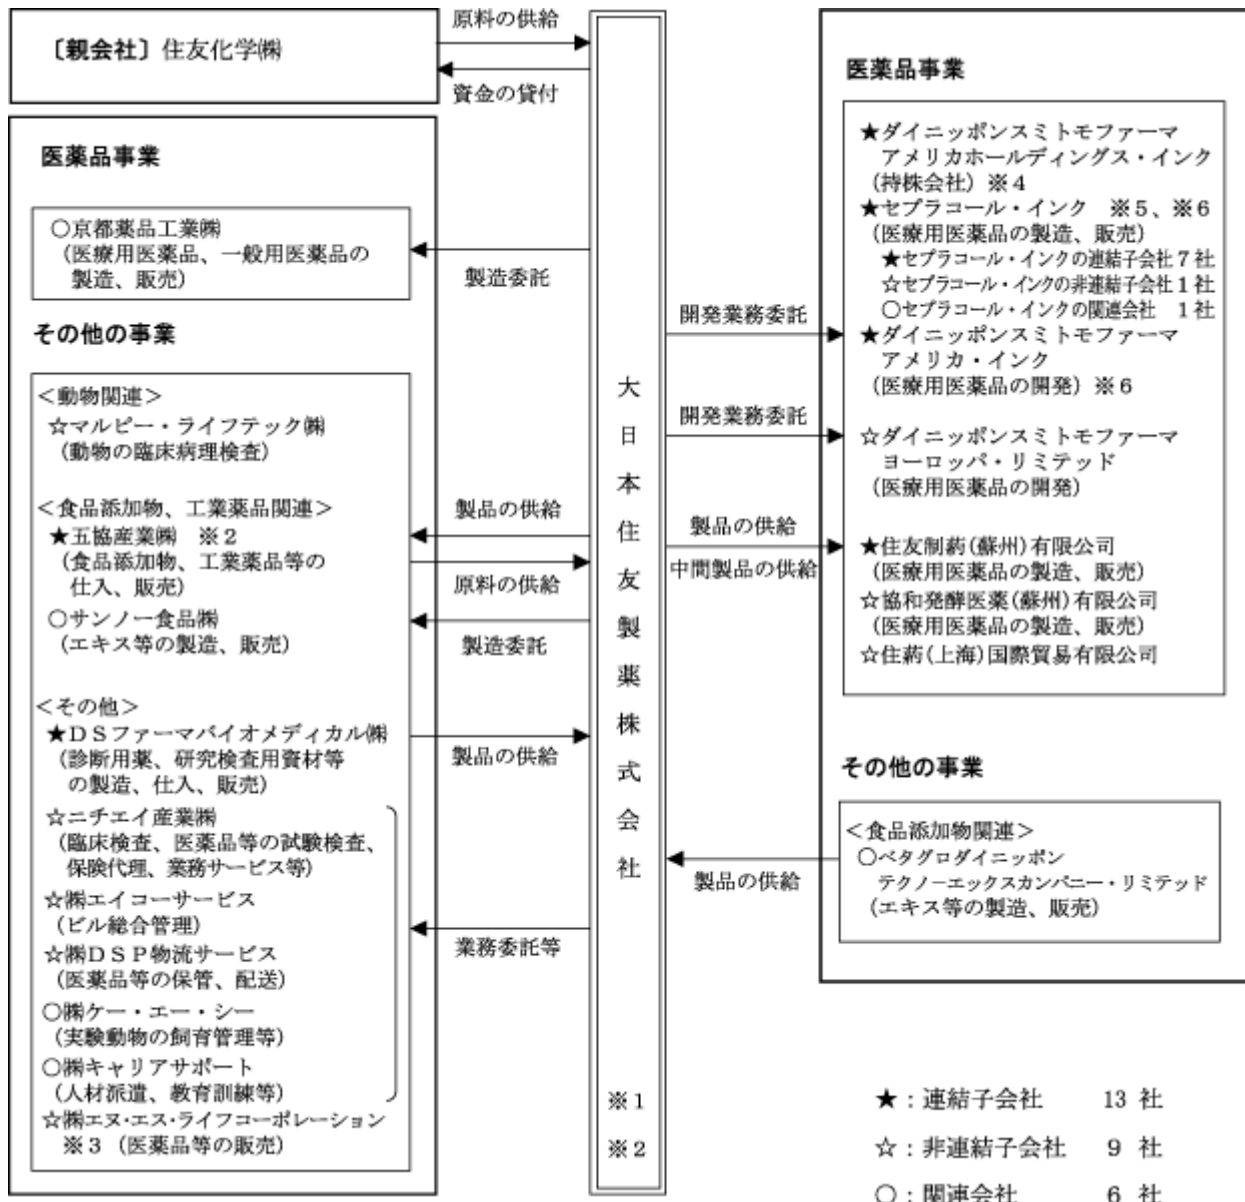 〔親会社〕住友化学㈱
原料の供給
資金の貸付
医薬品事業
○京都薬品工業㈱
(医療用医薬品、一般用医薬品の
製造、販売)
製造委託
その他の事業
<動物関連>
☆マルピー・ライフテック㈱
(動物の臨床病理検査)
<食品添加物、工業薬品関連>
★五協産業㈱ ※2
(食品添加物、工業薬品等の
仕入、販売)
○サンノー食品㈱
(エキス等の製造、販売)
製品の供給
原料の供給
製造委託
<その他>
★DSファーマバイオメディカル㈱
(診断用薬、研究検査用資材等
の製造、仕入、販売)
製品の供給
☆ニチエイ産業㈱
(臨床検査、医薬品等の試験検査、
保険代理、業務サービス等)
☆㈱エイコーサービス
(ビル総合管理)
☆㈱DSP物流サービス
(医薬品等の保管、配送)
○㈱ケー・エー・シー
(実験動物の飼育管理等)
○㈱キャリアサポート
(人材派遣、教育訓練等)
業務委託等
☆㈱エヌ・エス・ライフコーポレーション
※3 (医薬品等の販売)
大日本住友製薬株式会社
※1
※2
医薬品事業
★ダイニッポンスミトモファーマ
アメリカホールディングス・インク
(持株会社)※4
★セプラコール・インク ※5、※6
(医療用医薬品の製造、販売)
★セプラコール・インクの連結子会社7社
☆セプラコール・インクの非連結子会社1社
○セプラコール・インクの関連会社 1社
★ダイニッポンスミトモファーマ
アメリカ・インク
(医療用医薬品の開発)※6
開発業務委託
☆ダイニッポンスミトモファーマ
ヨーロッパ・リミテッド
(医療用医薬品の開発)
開発業務委託
★住友制葯(蘇州)有限公司
(医療用医薬品の製造、販売)
☆協和発酵医薬(蘇州)有限公司
(医療用医薬品の製造、販売)
☆住葯(上海)国際貿易有限公司
製品の供給
中間製品の供給
その他の事業
<食品添加物関連>
○ベタグロダイニッポン
テクノ－エックスカンパニー・リミテッド
(エキス等の製造、販売)
製品の供給
★:連結子会社 13 社
☆:非連結子会社 9 社
○:関連会社 6 社